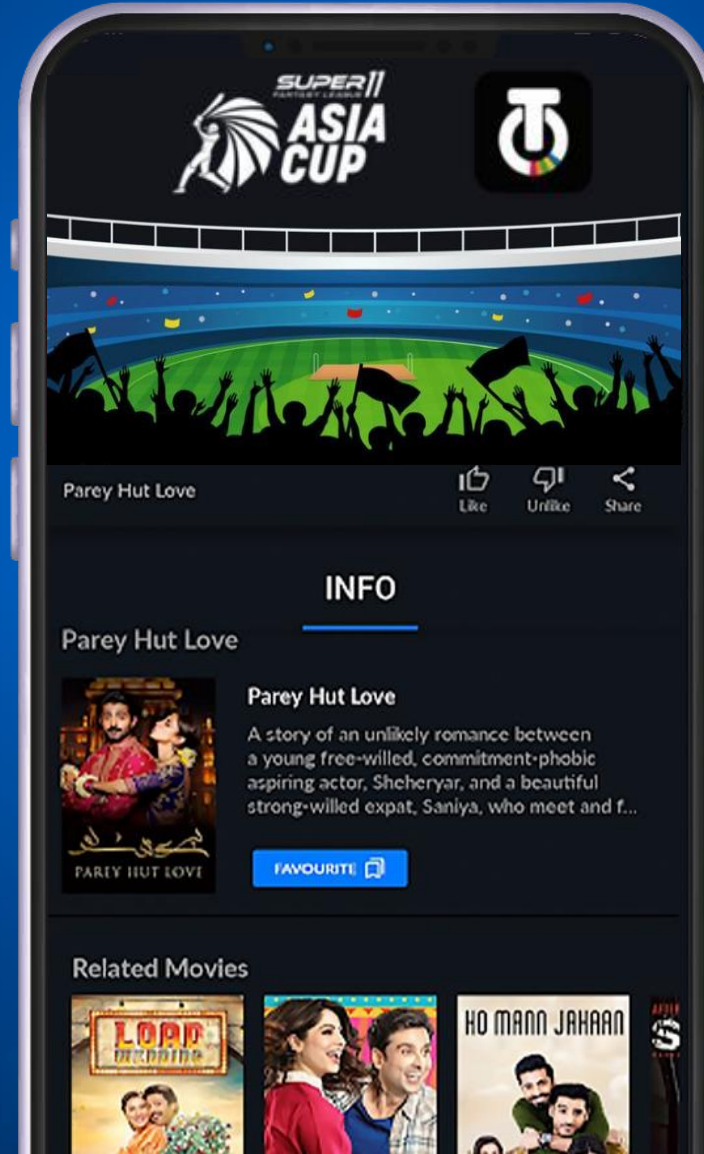 SUPER11
FANTASY LEAGUE
ASIA
CUP
Parey Hut Love
Like
Unlike
Share
INFO
Parey Hut Love
Parey Hut Love
A story of an unlikely romance between
a young free-willed, commitment-phobic
aspiring actor, Sheheryar, and a beautiful
strong-willed expat, Saniya, who meet and f...
PAREY HUT LOVE
FAVOURITE
Related Movies
LOAD
WEDDING
HO MANN JAHAAN